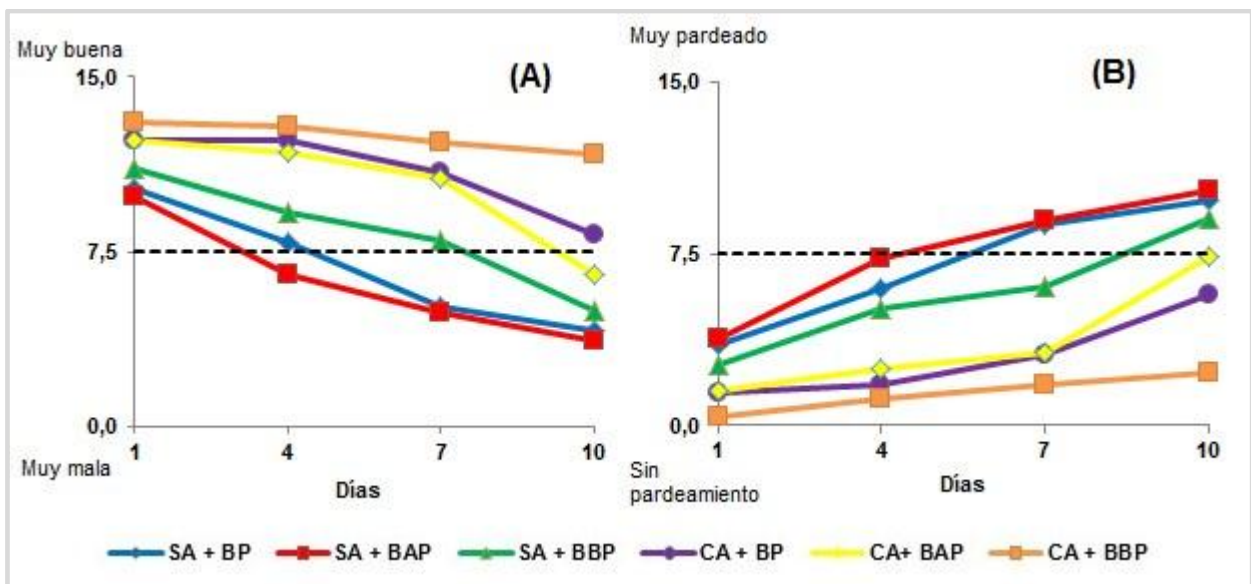 Muy buena
15,0
(A)
7,5
0,0
1 4 7 10
Muy mala
Días
Muy pardeado
15,0
(B)
7,5
0,0
1 4 7 10
Sin
pardeamiento
Días
SA + BP SA + BAP SA + BBP CA + BP CA+ BAP CA + BBP